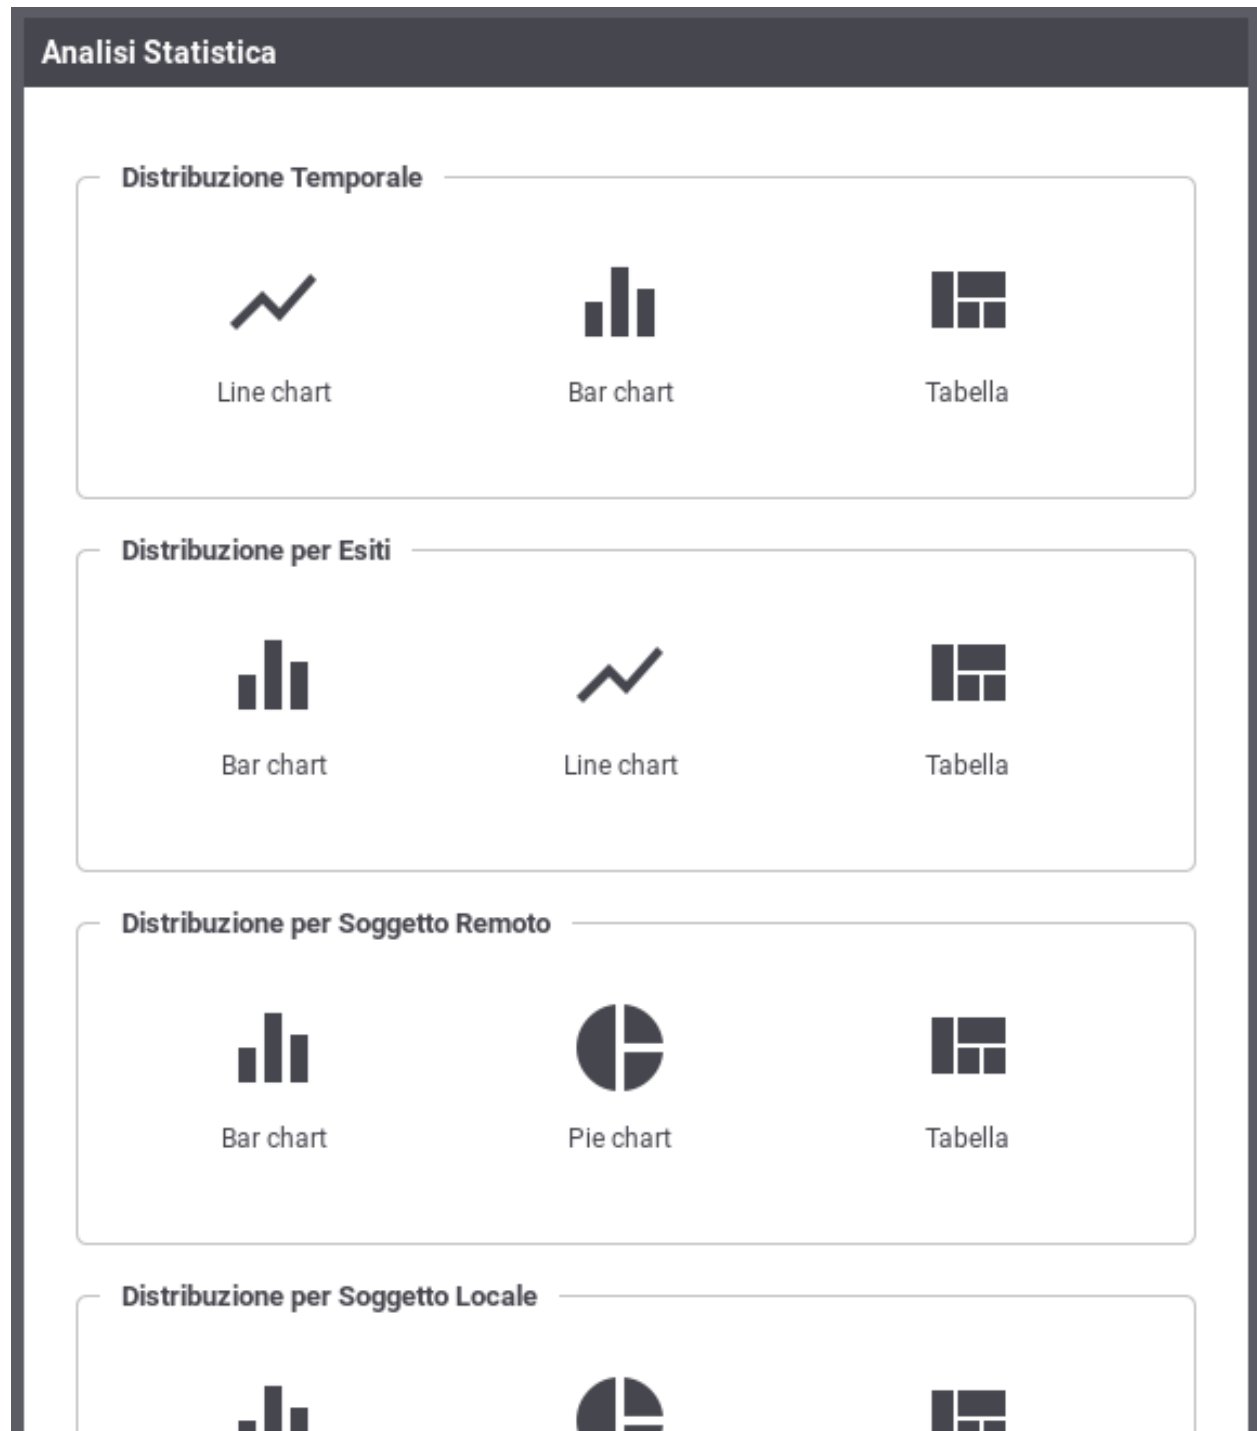 Analisi Statistica
Distribuzione Temporale
Line chart Bar chart Tabella
Distribuzione per Esiti
Bar chart Line chart Tabella
Distribuzione per Soggetto Remoto
Bar chart Pie chart Tabella
Distribuzione per Soggetto Locale